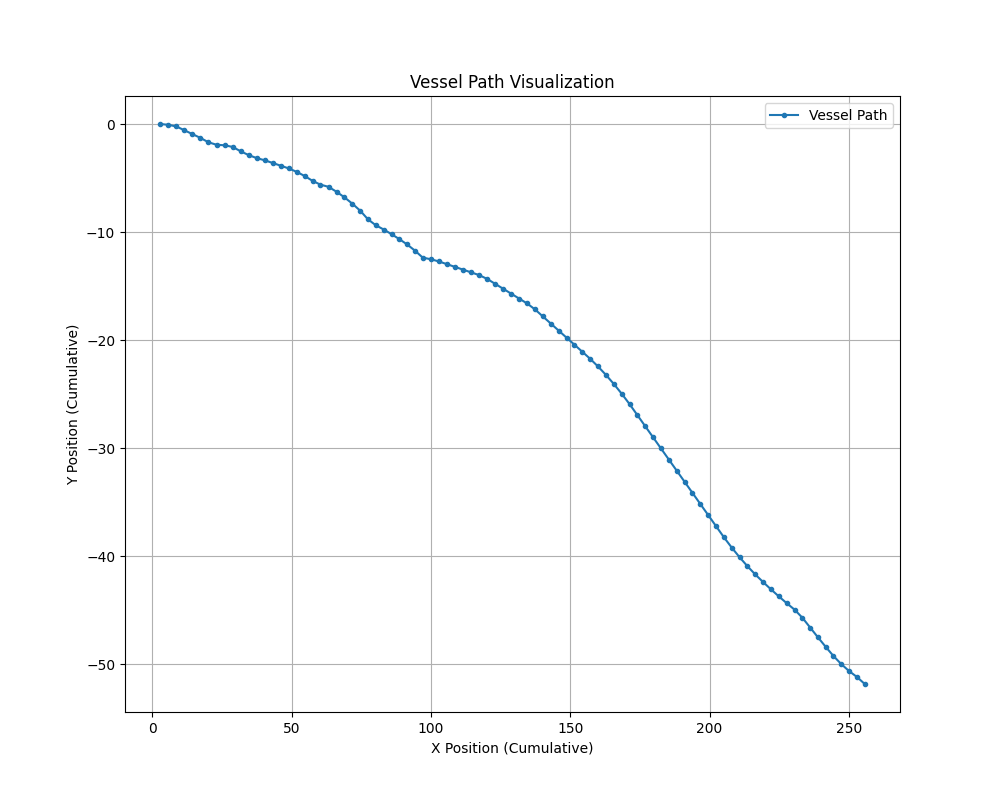 Vessel Path Visualization
Vessel Path
0
−10
−20
−30
−40
−50
Y Position (Cumulative)
0 50 100 150 200 250
X Position (Cumulative)